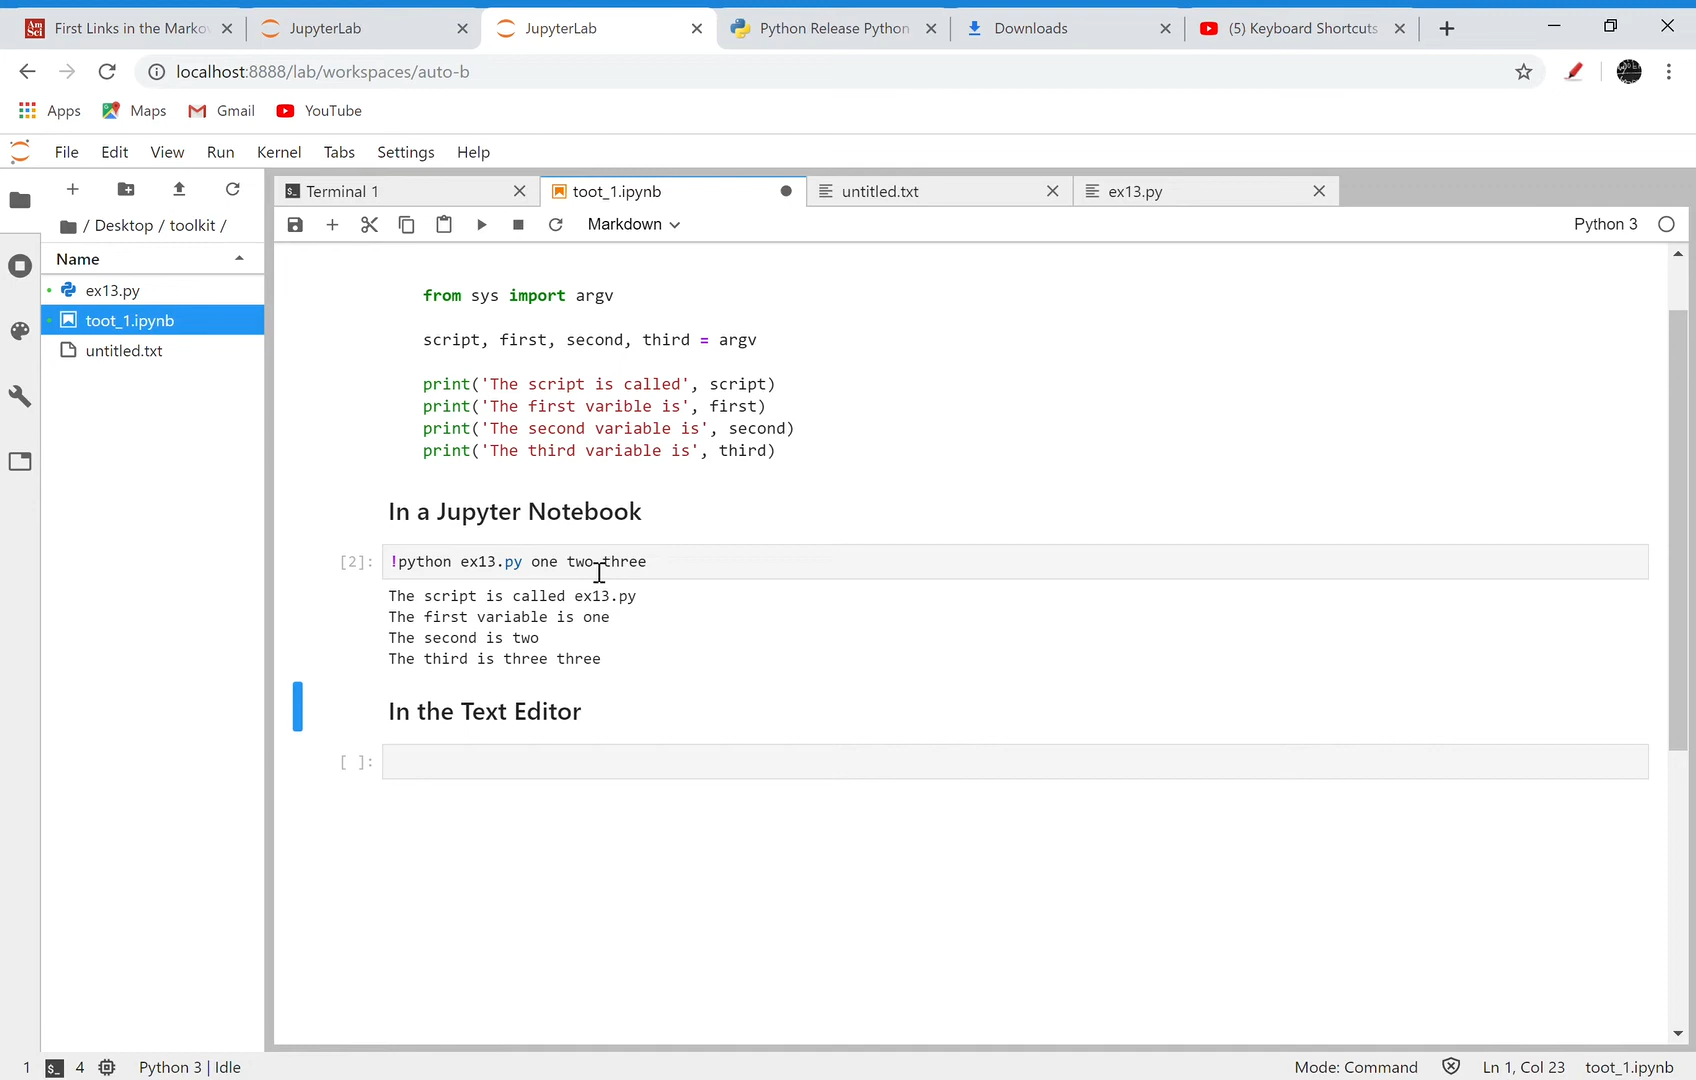 First Links in the Marko
JupyterLab
JupyterLab
Python Release Python
Downloads
(5) Keyboard Shortcuts
localhost:8888/lab/workspaces/auto-b
Apps Maps Gmail YouTube
File Edit View Run Kernel Tabs Settings Help
Terminal 1
toot_1.ipynb
untitled.txt
ex13.py
Markdown
Python 3
/ Desktop / toolkit /
Name
ex13.py
toot_1.ipynb
untitled.txt
from sys import argv
script, first, second, third = argv
print('The script is called', script)
print('The first varible is', first)
print('The second variable is', second)
print('The third variable is', third)
In a Jupyter Notebook
[2]: !python ex13.py one two three
The script is called ex13.py
The first variable is one
The second is two
The third is three three
In the Text Editor
[ ]:
1 $_ 4 Python 3 | Idle
Mode: Command Ln 1, Col 23 toot_1.ipynb